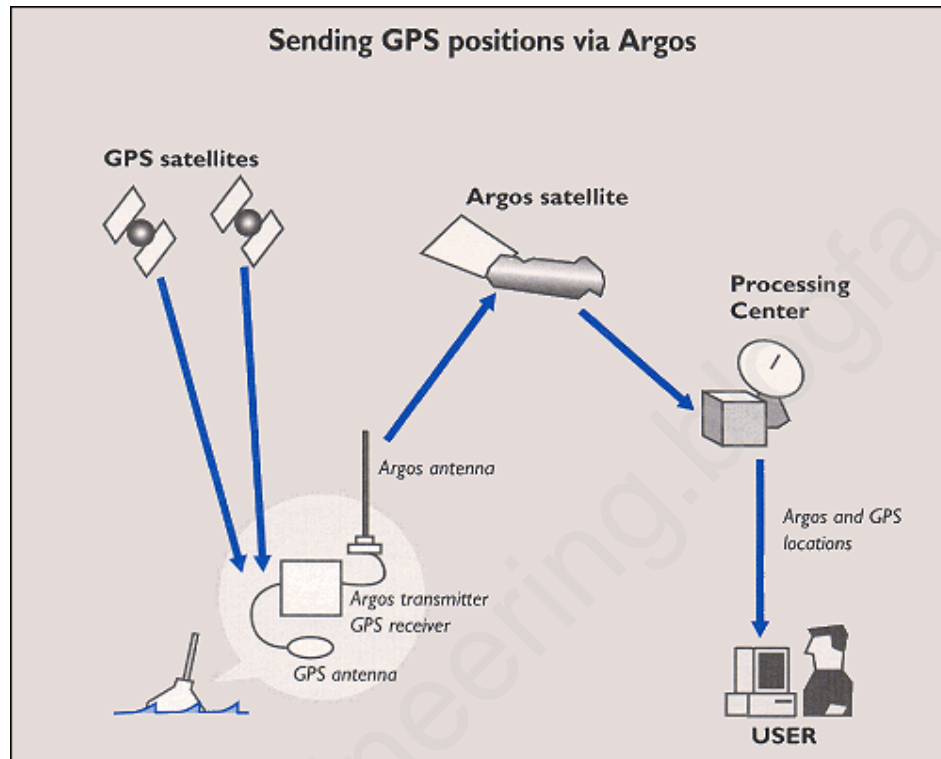 Sending GPS positions via Argos
GPS satellites
Argos satellite
Processing
Center
Argos antenna
Argos and GPS
locations
Argos transmitter
GPS receiver
GPS antenna
USER